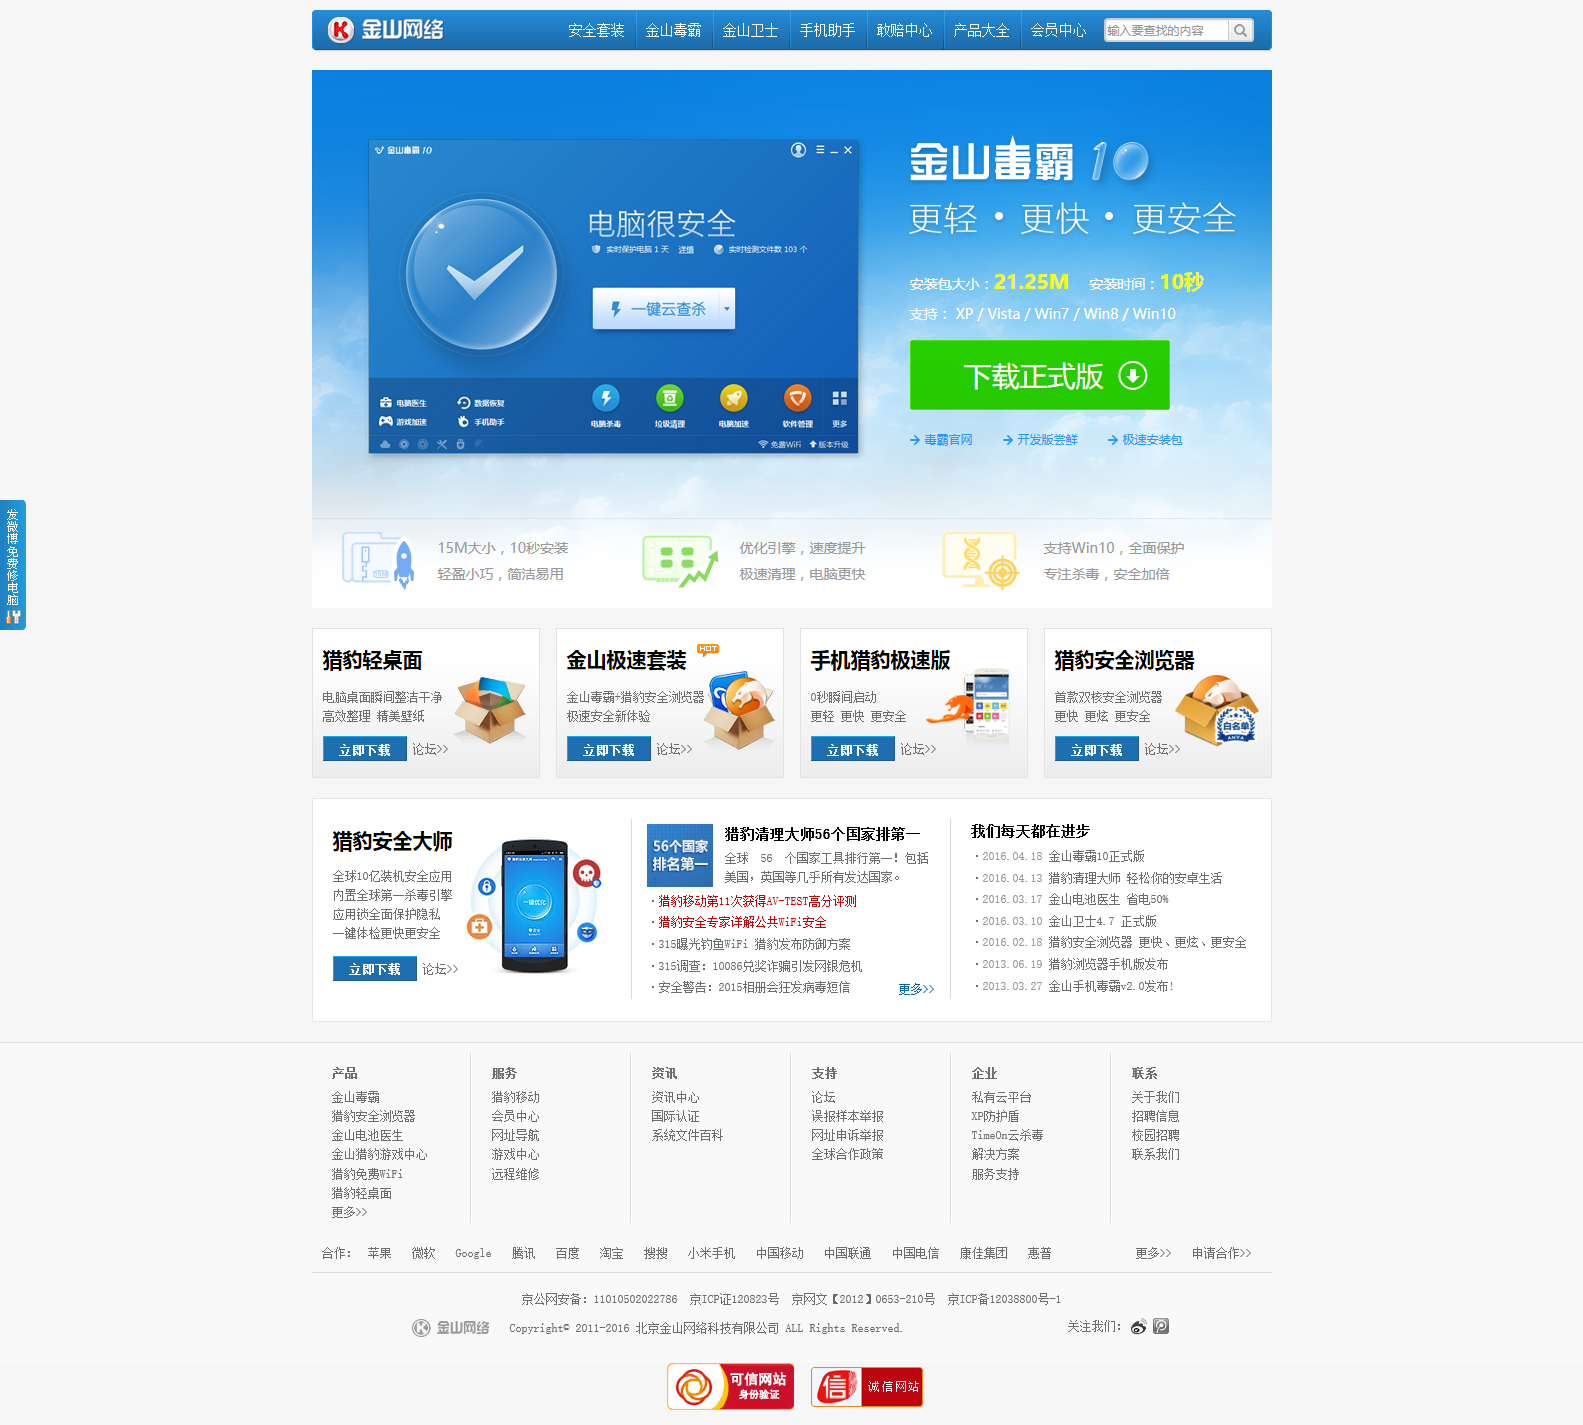 金山网络
安全套装 金山毒霸 金山卫士 手机助手 敢赔中心 产品大全 会员中心 输入要查找的内容
金山毒霸 10
电脑很安全
实时保护电脑 1 天 详情 实时检测文件数 103 个
一键云查杀
电脑医生 数据恢复
游戏加速 手机助手
电脑杀毒 垃圾清理 电脑加速 软件管理 更多
免费WiFi 版本升级
金山毒霸 10
更轻 · 更快 · 更安全
安装包大小：21.25M 安装时间：10秒
支持： XP / Vista / Win7 / Win8 / Win10
下载正式版
毒霸官网 开发版尝鲜 极速安装包
15M大小，10秒安装
轻盈小巧，简洁易用
优化引擎，速度提升
极速清理，电脑更快
支持Win10，全面保护
专注杀毒，安全加倍
发微博免费修电脑
猎豹轻桌面
电脑桌面瞬间整洁干净
高效整理 精美壁纸
立即下载 论坛>>
金山极速套装 HOT
金山毒霸+猎豹安全浏览器
极速安全新体验
立即下载 论坛>>
手机猎豹极速版
0秒瞬间启动
更轻 更快 更安全
立即下载 论坛>>
猎豹安全浏览器
首款双核安全浏览器
更快 更炫 更安全
立即下载 论坛>>
白名单
ANVA
猎豹安全大师
全球10亿装机安全应用
内置全球第一杀毒引擎
应用锁全面保护隐私
一键体检更快更安全
立即下载 论坛>>
一键优化
56个国家
排名第一
猎豹清理大师56个国家排第一
全球 56 个国家工具排行第一！包括
美国，英国等几乎所有发达国家。
·猎豹移动第11次获得AV-TEST高分评测
·猎豹安全专家详解公共WiFi安全
·315曝光钓鱼WiFi 猎豹发布防御方案
·315调查：10086兑奖诈骗引发网银危机
·安全警告：2015相册会狂发病毒短信
更多>>
我们每天都在进步
·2016.04.18 金山毒霸10正式版
·2016.04.13 猎豹清理大师 轻松你的安卓生活
·2016.03.17 金山电池医生 省电50%
·2016.03.10 金山卫士4.7 正式版
·2016.02.18 猎豹安全浏览器 更快、更炫、更安全
·2013.06.19 猎豹浏览器手机版发布
·2013.03.27 金山手机毒霸v2.0发布!
产品
金山毒霸
猎豹安全浏览器
金山电池医生
金山猎豹游戏中心
猎豹免费WiFi
猎豹轻桌面
更多>>
服务
猎豹移动
会员中心
网址导航
游戏中心
远程维修
资讯
资讯中心
国际认证
系统文件百科
支持
论坛
误报样本举报
网址申诉举报
全球合作政策
企业
私有云平台
XP防护盾
TimeOn云杀毒
解决方案
服务支持
联系
关于我们
招聘信息
校园招聘
联系我们
合作： 苹果 微软 Google 腾讯 百度 淘宝 搜搜 小米手机 中国移动 中国联通 中国电信 康佳集团 惠普 更多>> 申请合作>>
京公网安备：11010502022786 京ICP证120823号 京网文【2012】0653-210号 京ICP备12038800号-1
金山网络 Copyright© 2011-2016 北京金山网络科技有限公司 ALL Rights Reserved. 关注我们：
可信网站
身份验证
信 诚信网站